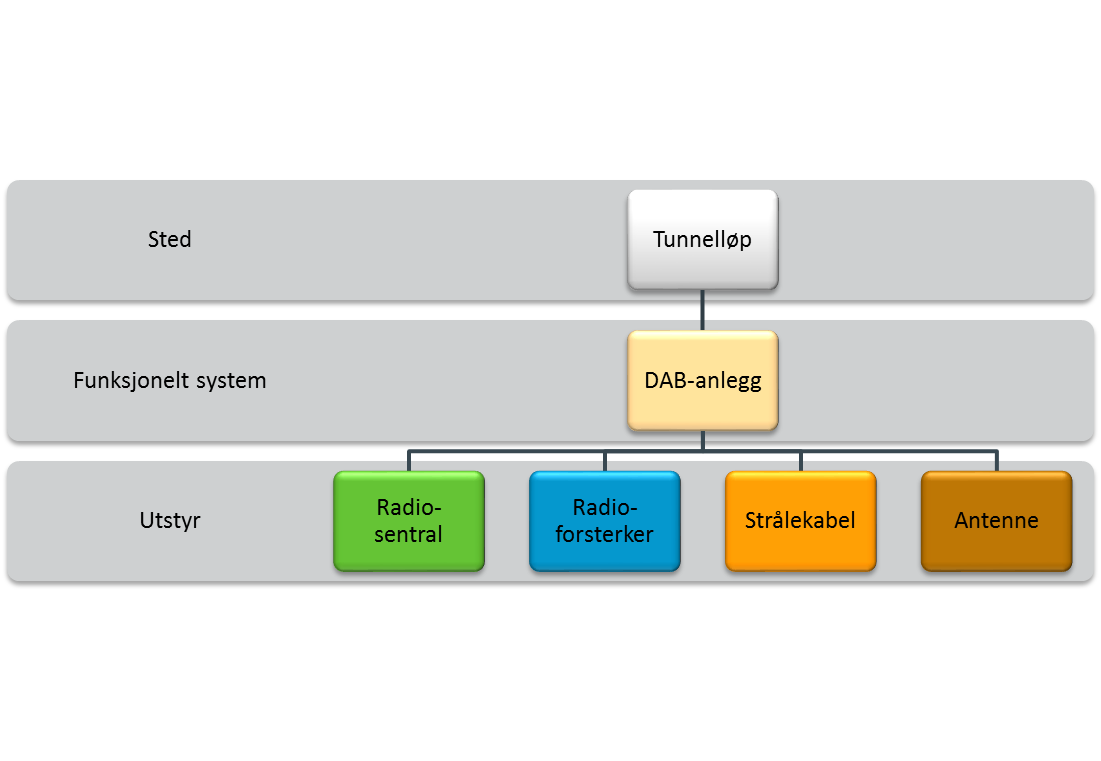 Sted
Tunnelløp
Funksjonelt system
DAB-anlegg
Utstyr
Radio-
sentral
Radio-
forsterker
Strålekabel
Antenne